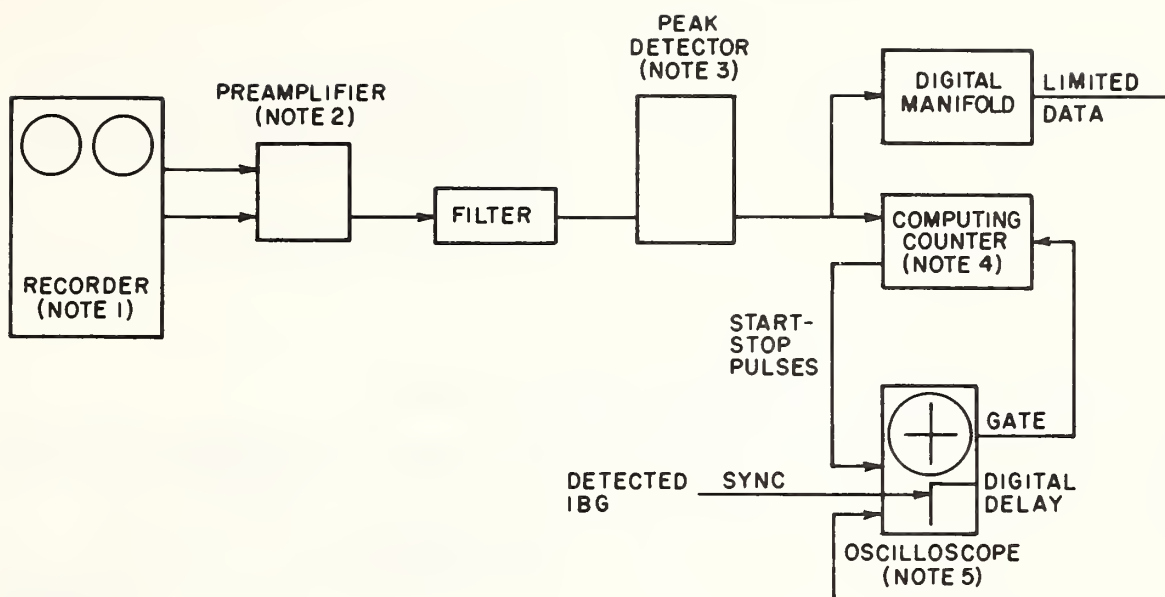 PEAK
DETECTOR
(NOTE 3)
PREAMPLIFIER
(NOTE 2)
DIGITAL
MANIFOLD
LIMITED
DATA
FILTER
COMPUTING
COUNTER
(NOTE 4)
RECORDER
(NOTE 1)
START-
STOP
PULSES
GATE
DETECTED
IBG
SYNC
DIGITAL
DELAY
OSCILLOSCOPE
(NOTE 5)